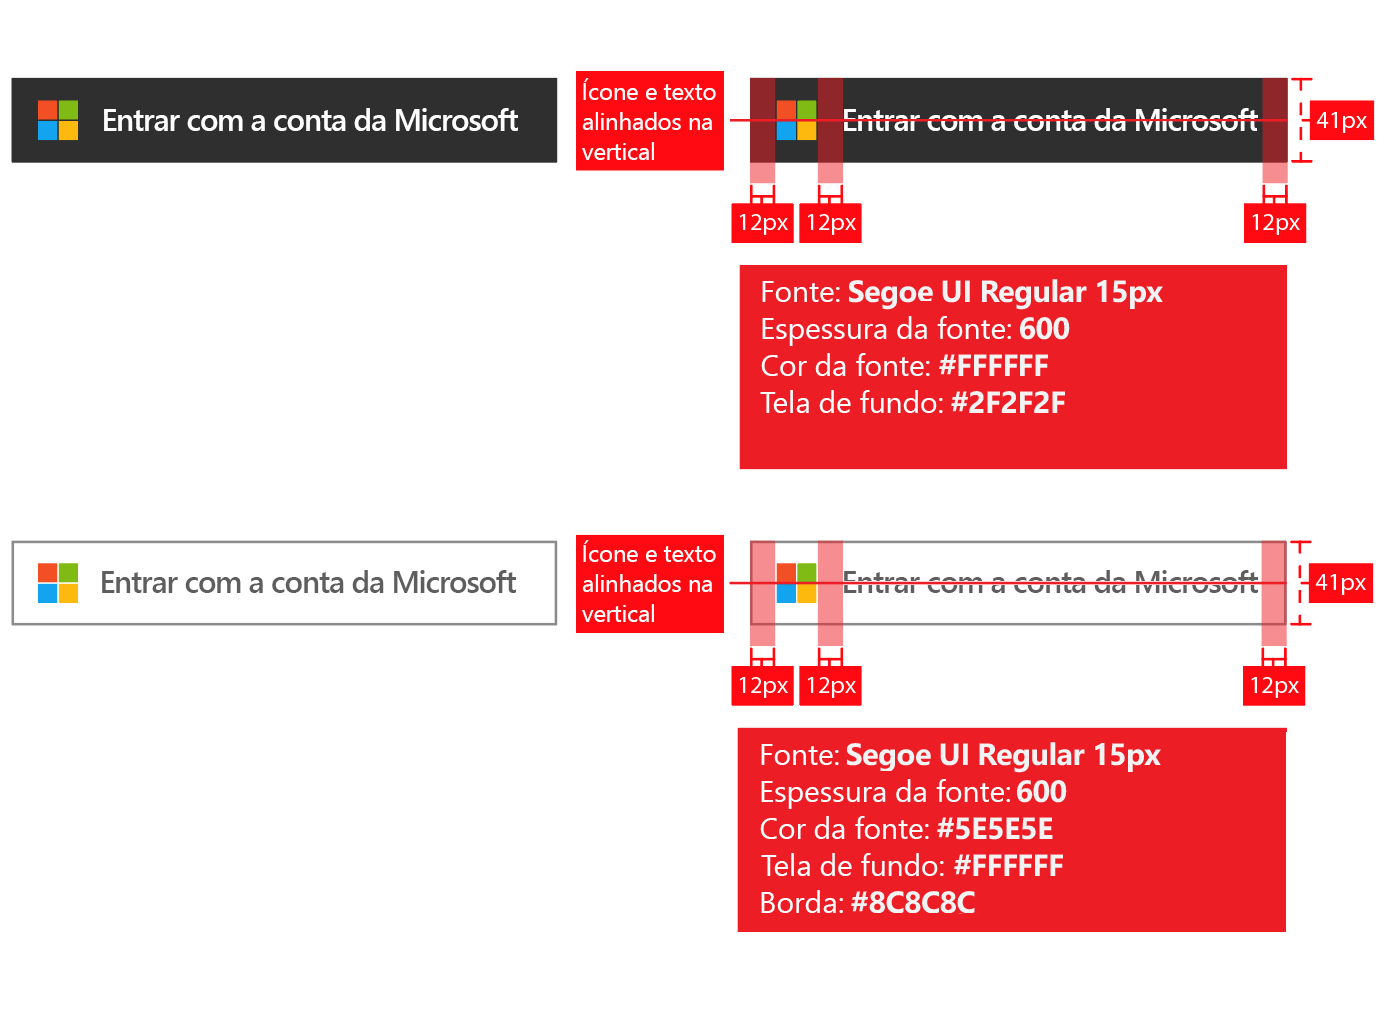 Entrar com a conta da Microsoft
Ícone e texto
alinhados na
vertical
Entrar com a conta da Microsoft
41px
12px
12px
12px
Fonte: Segoe UI Regular 15px
Espessura da fonte: 600
Cor da fonte: #FFFFFF
Tela de fundo: #2F2F2F
Entrar com a conta da Microsoft
Ícone e texto
alinhados na
vertical
Entrar com a conta da Microsoft
41px
12px
12px
12px
Fonte: Segoe UI Regular 15px
Espessura da fonte: 600
Cor da fonte: #5E5E5E
Tela de fundo: #FFFFFF
Borda: #8C8C8C